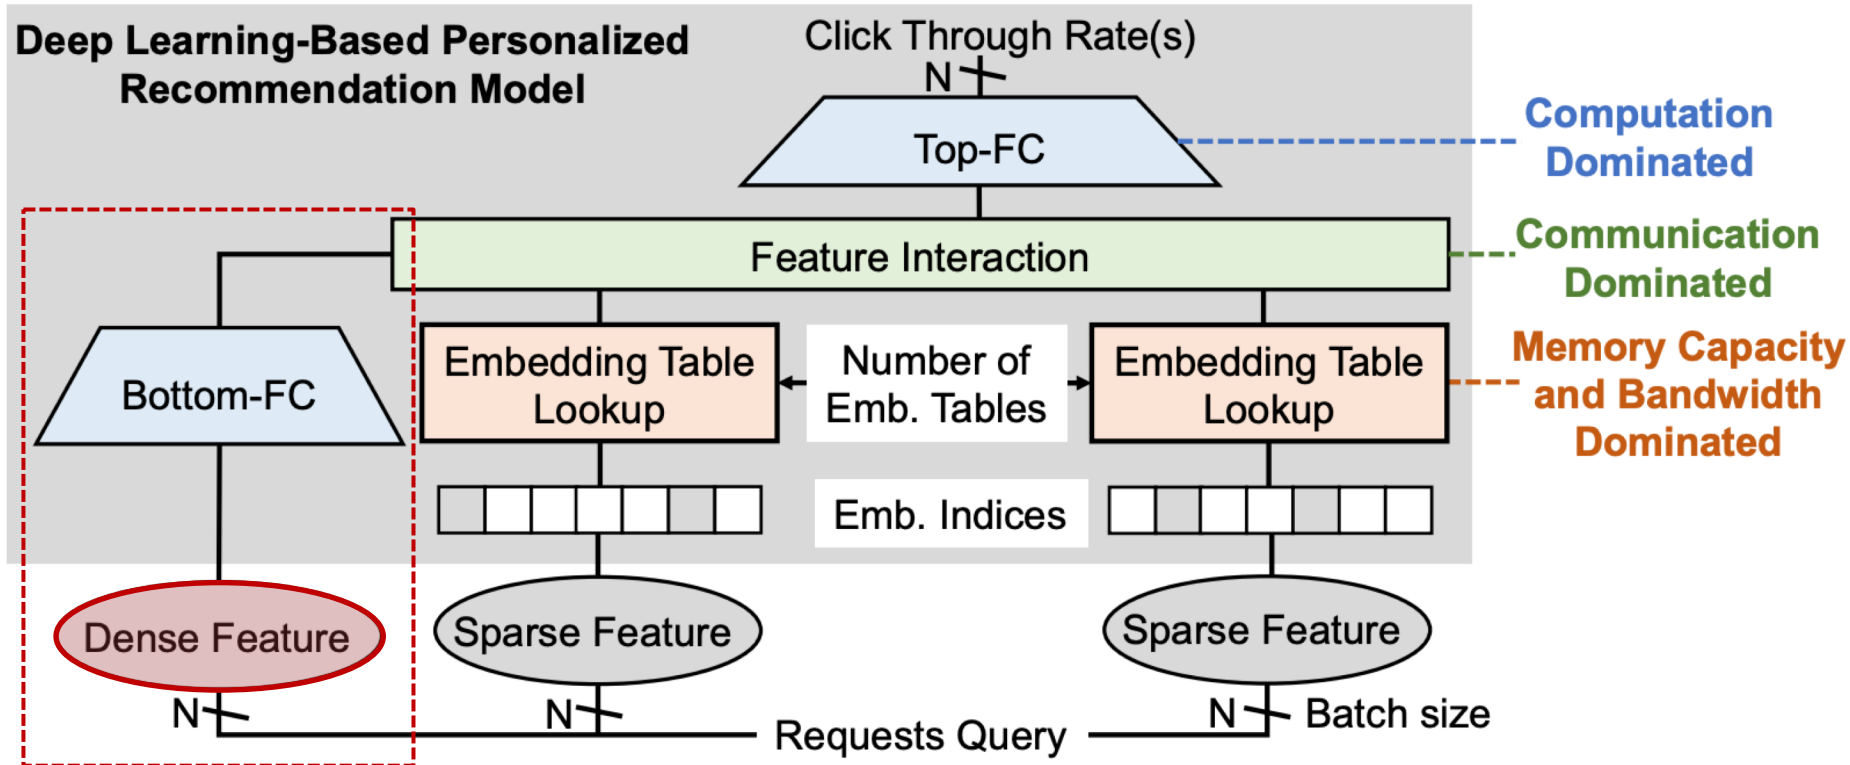 Deep Learning-Based Personalized
Recommendation Model
Click Through Rate(s)
N
Top-FC
Computation
Dominated
Feature Interaction
Communication
Dominated
Bottom-FC
Embedding Table
Lookup
Number of
Emb. Tables
Embedding Table
Lookup
Memory Capacity
and Bandwidth
Dominated
Emb. Indices
Dense Feature
Sparse Feature
Sparse Feature
N
N
N
Batch size
Requests Query